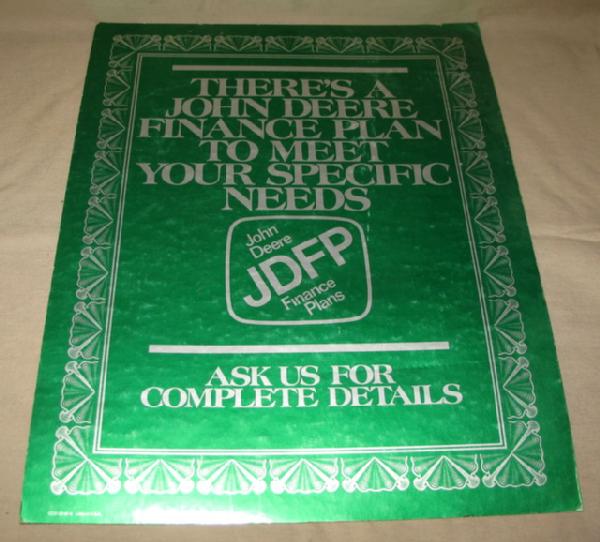 THERE'S A
JOHN DEERE
FINANCE PLAN
TO MEET
YOUR SPECIFIC
NEEDS
John
Deere
JDFP
Finance
Plans
ASK US FOR
COMPLETE DETAILS